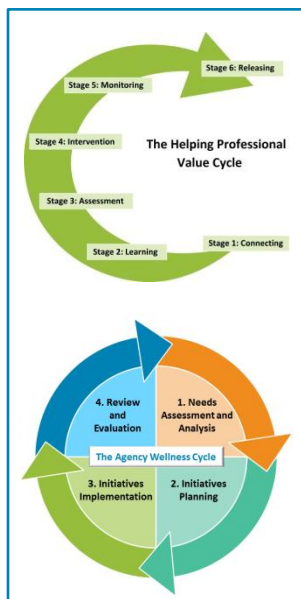 Stage 6: Releasing
Stage 5: Monitoring
Stage 4: Intervention
The Helping Professional
Value Cycle
Stage 3: Assessment
Stage 2: Learning
Stage 1: Connecting
4. Review
and
Evaluation
1. Needs
Assessment and
Analysis
The Agency Wellness Cycle
3. Initiatives
Implementation
2. Initiatives
Planning